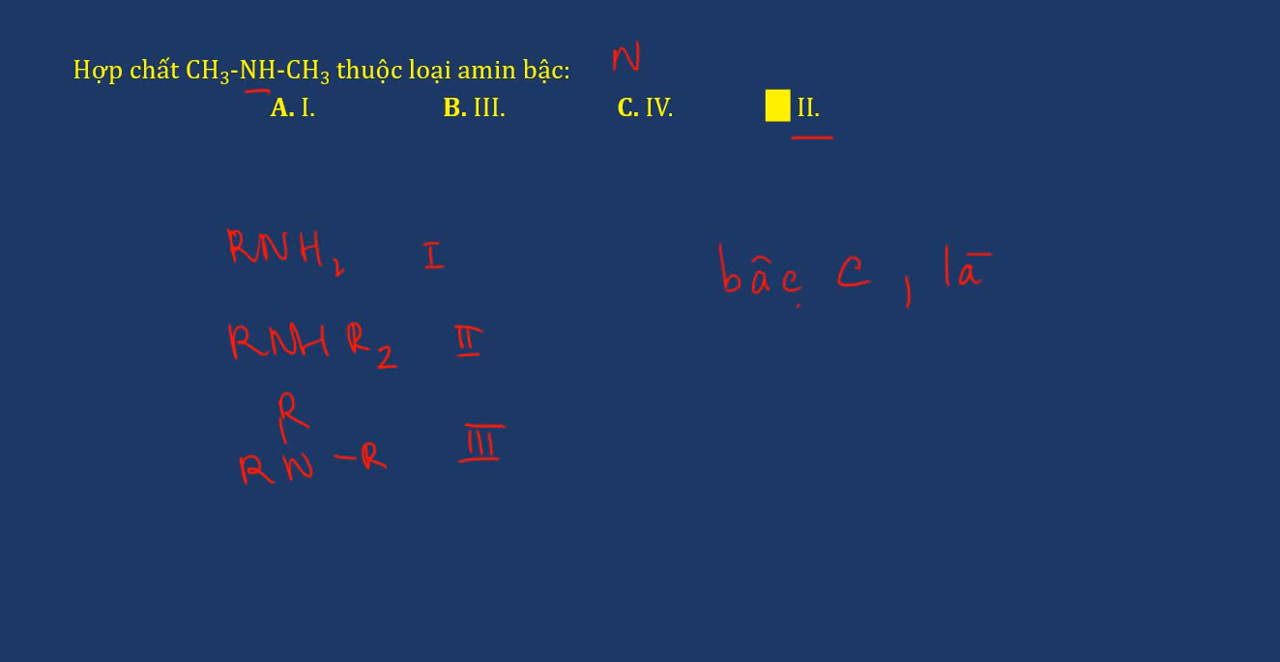 Hợp chất CH₃-NH-CH₃ thuộc loại amin bậc: N
A. I. B. III. C. IV. II.
RNH₂ I
bậc C, là
RNHR₂ II
R
RN-R III